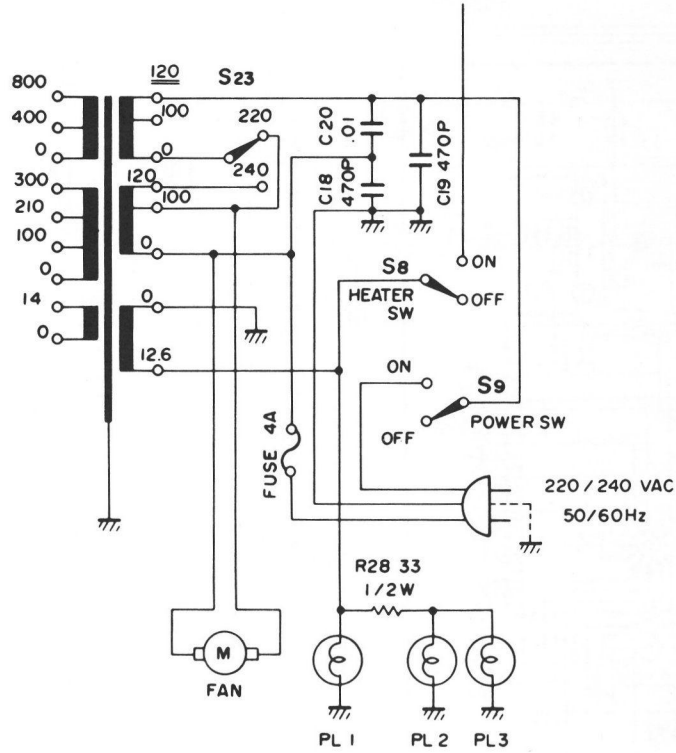 800
400
0
300
210
100
0
14
0
120
100
0
120
100
0
0
12.6
S23
220
240
C20
.01
C18
470P
C19 470P
S8
HEATER
SW
ON
OFF
ON
OFF
S9
POWER SW
FUSE 4A
220/240 VAC
50/60Hz
R28 33
1/2W
M
FAN
PL 1
PL 2
PL 3